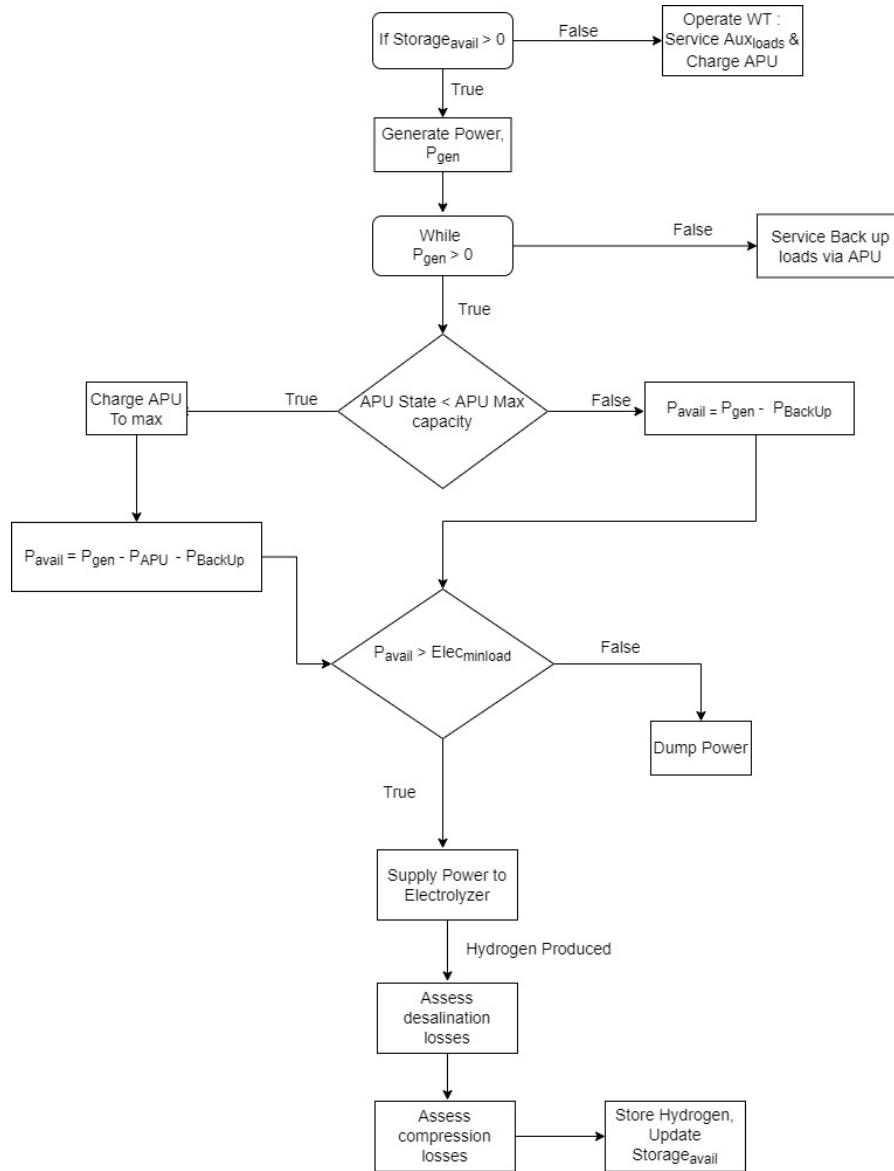 If Storage_avail > 0
False
Operate WT :
Service Aux_loads &
Charge APU
True
Generate Power,
P_gen
While
P_gen > 0
False
Service Back up
loads via APU
True
Charge APU
To max
True
APU State < APU Max
capacity
False
P_avail = P_gen - P_BackUp
P_avail = P_gen - P_APU - P_BackUp
P_avail > Elec_minload
False
Dump Power
True
Supply Power to
Electrolyzer
Hydrogen Produced
Assess
desalination
losses
Assess
compression
losses
Store Hydrogen,
Update
Storage_avail